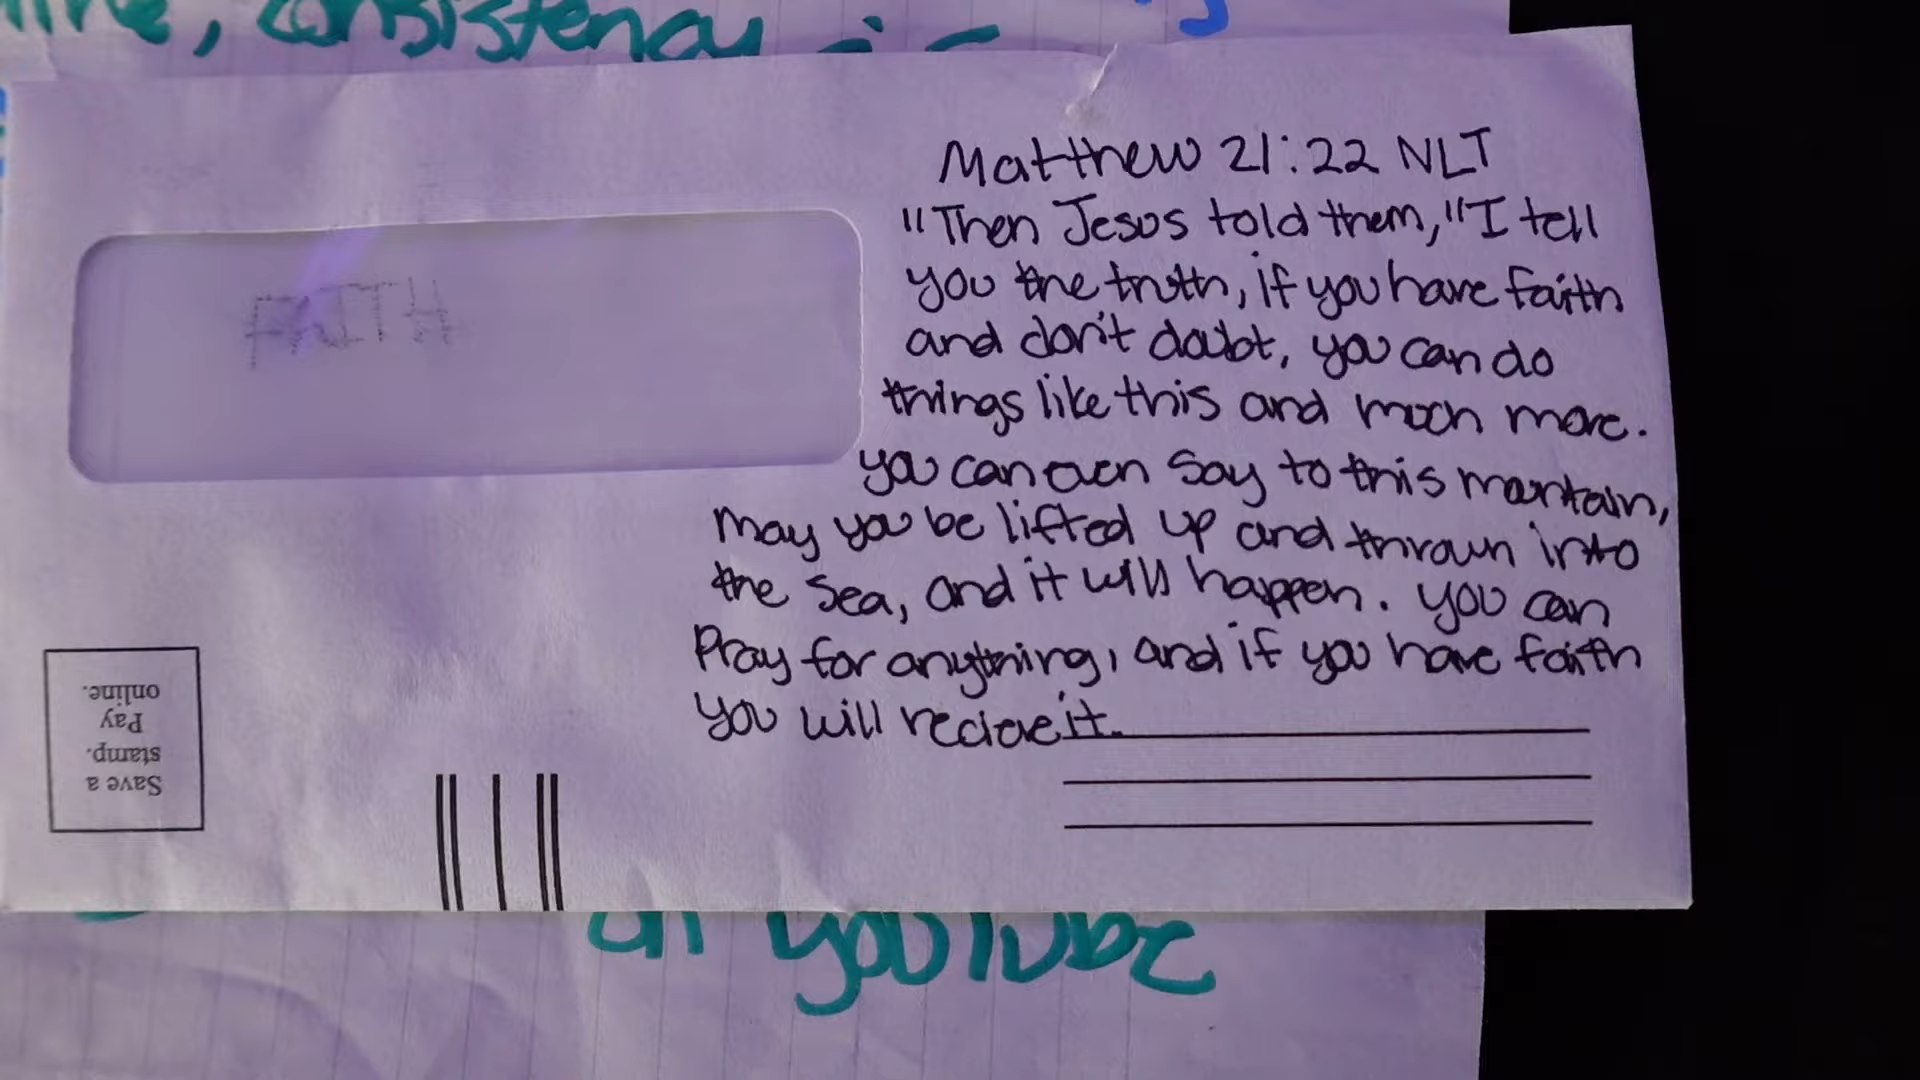 , consistency
Matthew 21:22 NLT
"Then Jesus told them, "I tell
you the truth, if you have faith
and don't doubt, you can do
things like this and much more.
you can even say to this mountain,
may you be lifted up and thrown into
the sea, and it will happen. you can
Pray for anything, and if you have faith
you will recieve it.
FAITH
Save a
stamp.
Pay
online.
on YouTube